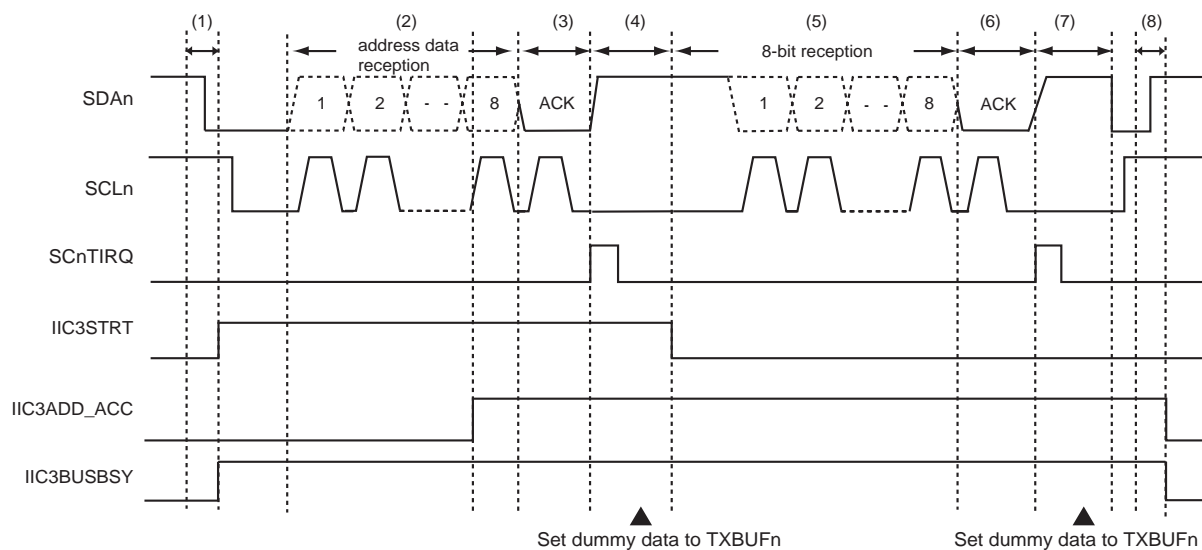 (1) (2) (3) (4) (5) (6) (7) (8)
address data
reception
8-bit reception
SDAn
1 2 - - 8 ACK 1 2 - - 8 ACK
SCLn
SCnTIRQ
IIC3STRT
IIC3ADD_ACC
IIC3BUSBSY
Set dummy data to TXBUFn Set dummy data to TXBUFn